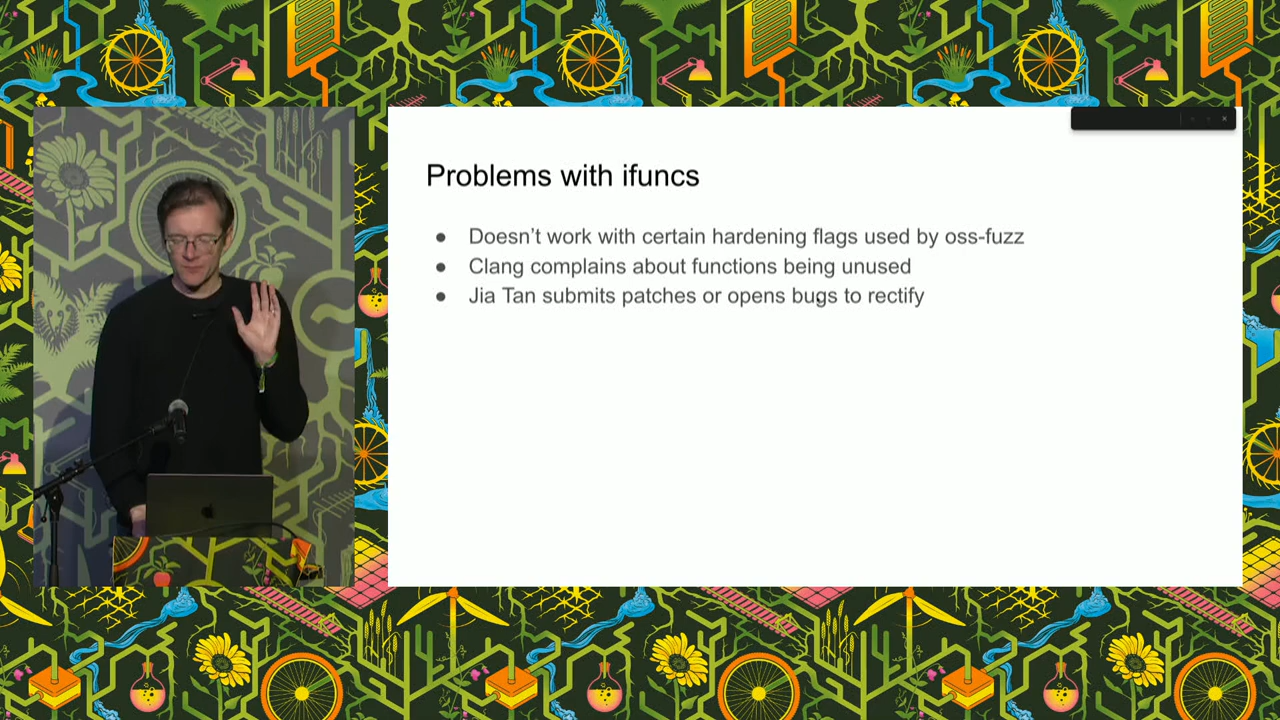 Problems with ifuncs
● Doesn’t work with certain hardening flags used by oss-fuzz
● Clang complains about functions being unused
● Jia Tan submits patches or opens bugs to rectify